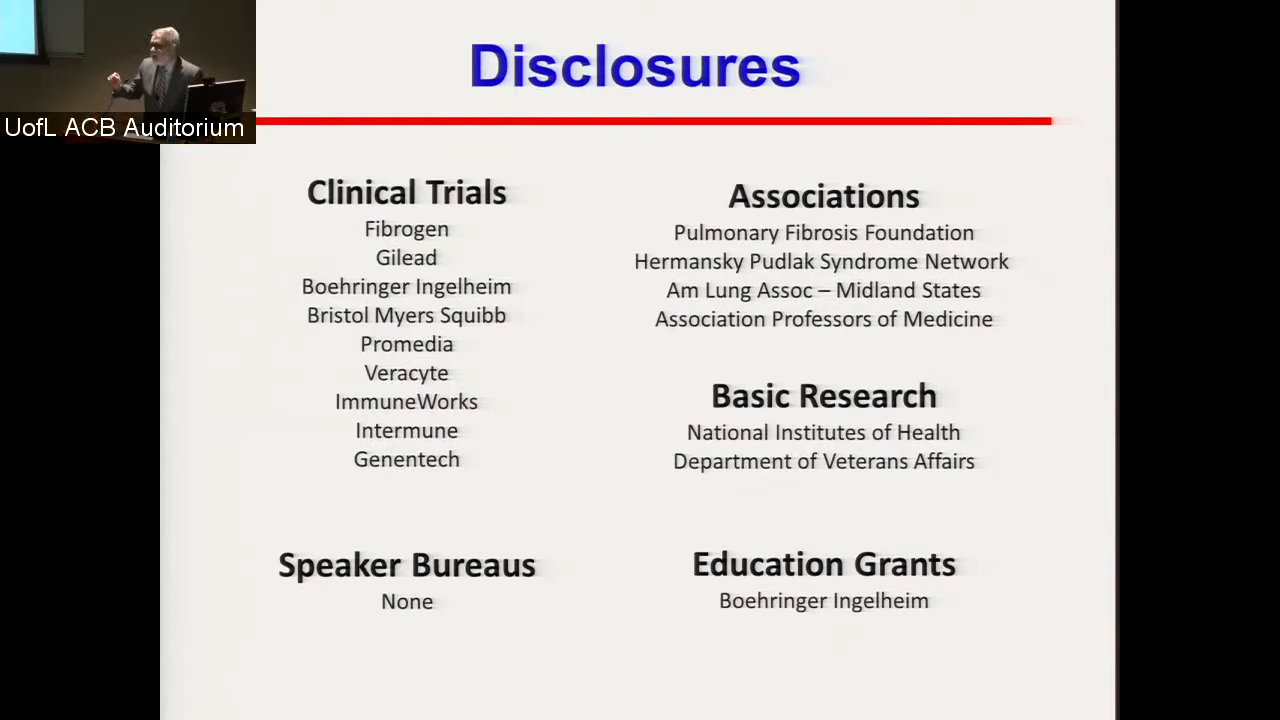 Disclosures
UofL ACB Auditorium
Clinical Trials
Fibrogen
Gilead
Boehringer Ingelheim
Bristol Myers Squibb
Promedia
Veracyte
ImmuneWorks
Intermune
Genentech
Speaker Bureaus
None
Associations
Pulmonary Fibrosis Foundation
Hermansky Pudlak Syndrome Network
Am Lung Assoc – Midland States
Association Professors of Medicine
Basic Research
National Institutes of Health
Department of Veterans Affairs
Education Grants
Boehringer Ingelheim